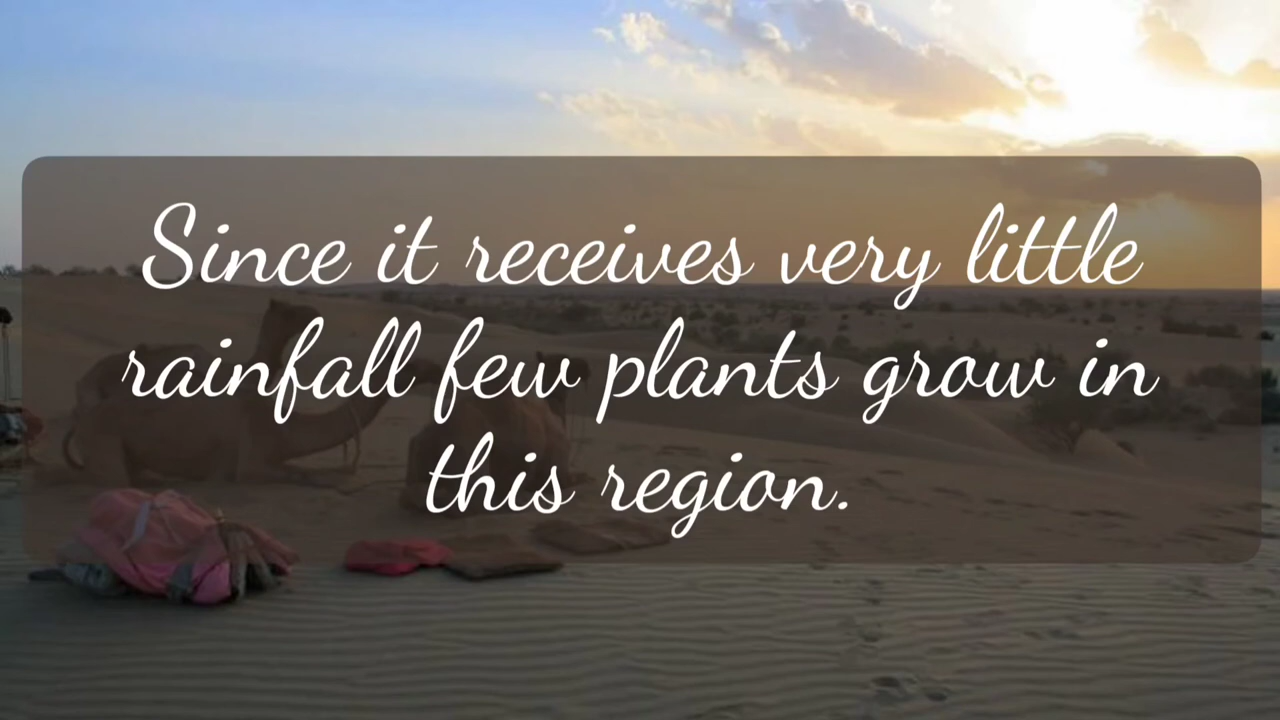 Since it receives very little
rainfall few plants grow in
this region.